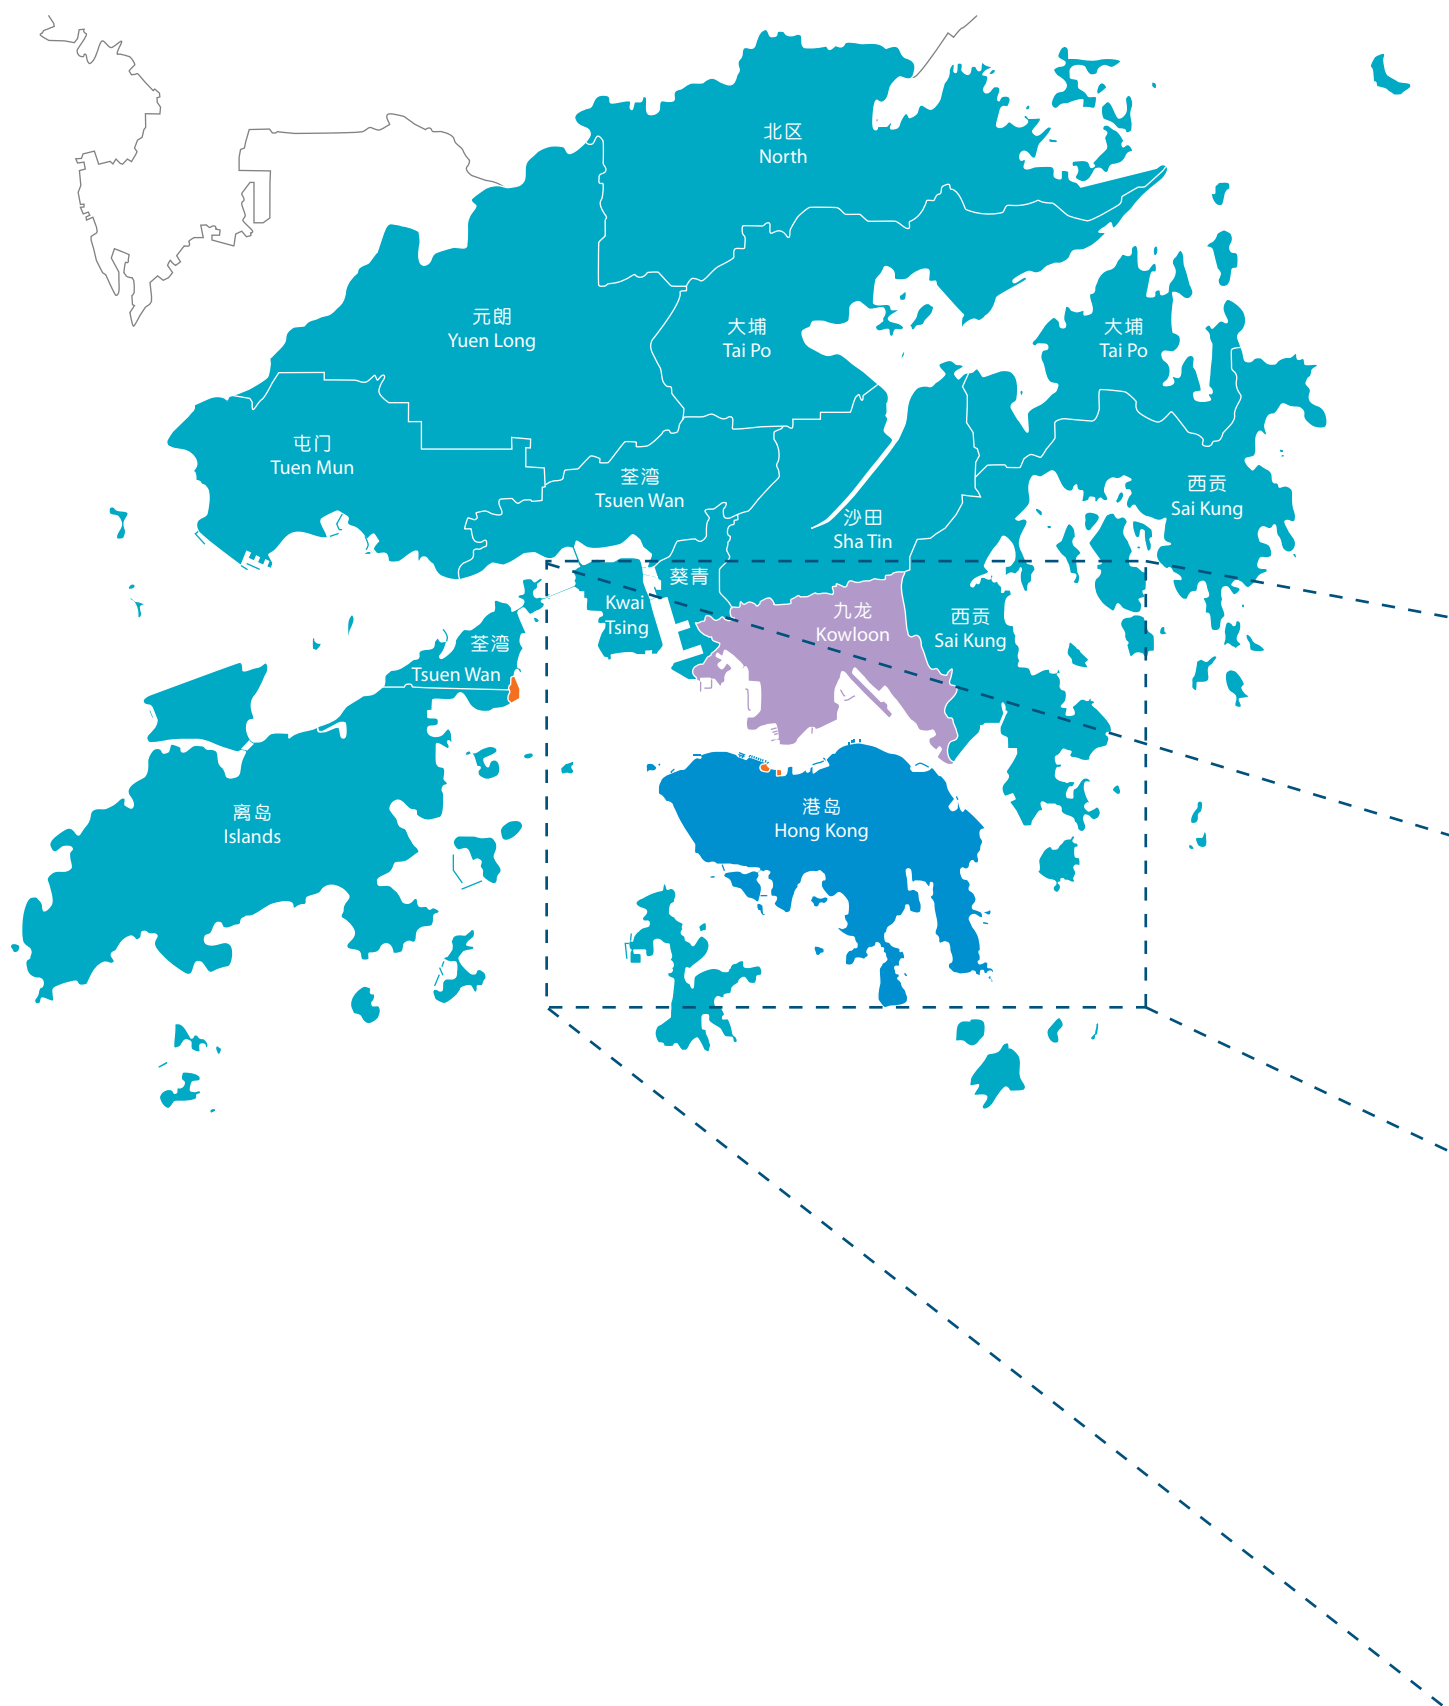 北区
North
元朗
Yuen Long
大埔
Tai Po
大埔
Tai Po
屯门
Tuen Mun
荃湾
Tsuen Wan
西贡
Sai Kung
沙田
Sha Tin
葵青
Kwai
Tsing
九龙
Kowloon
西贡
Sai Kung
荃湾
Tsuen Wan
离岛
Islands
港岛
Hong Kong